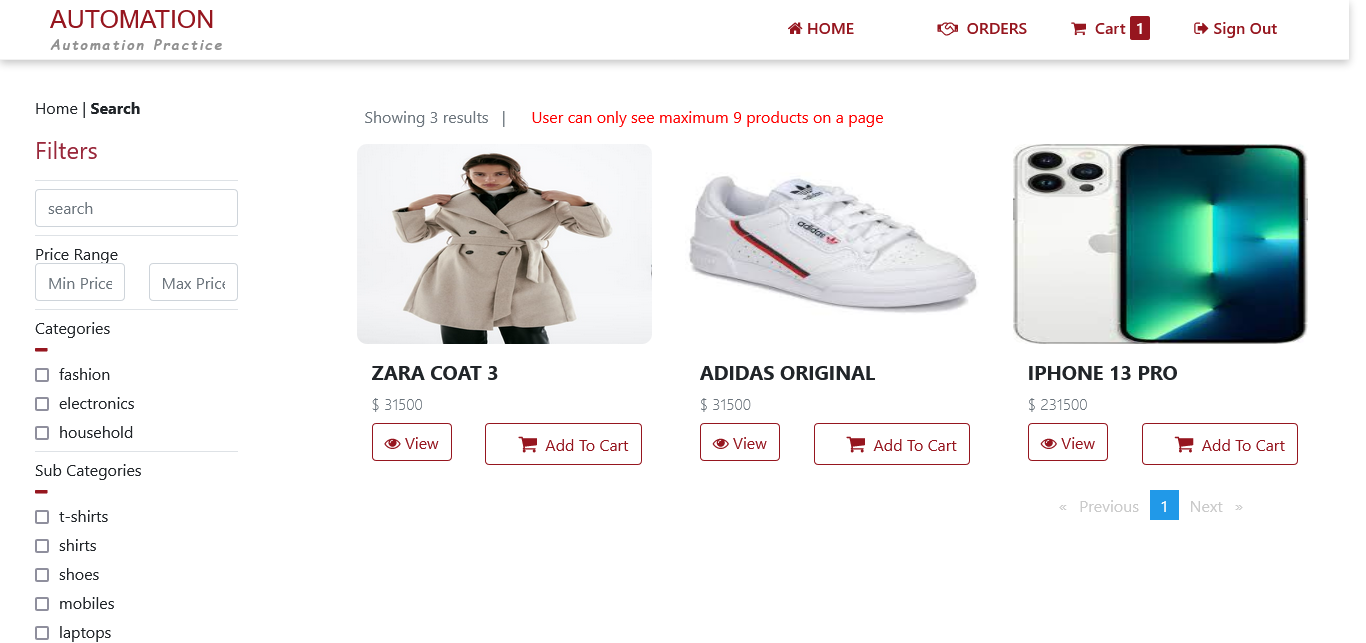 AUTOMATION
Automation Practice
HOME
ORDERS
Cart 1
Sign Out
Home | Search
Showing 3 results | User can only see maximum 9 products on a page
Filters
search
Price Range
Min Price
Max Price
Categories
fashion
electronics
household
Sub Categories
t-shirts
shirts
shoes
mobiles
laptops
adidas
adidas
ZARA COAT 3
$ 31500
View
Add To Cart
ADIDAS ORIGINAL
$ 31500
View
Add To Cart
IPHONE 13 PRO
$ 231500
View
Add To Cart
« Previous 1 Next »